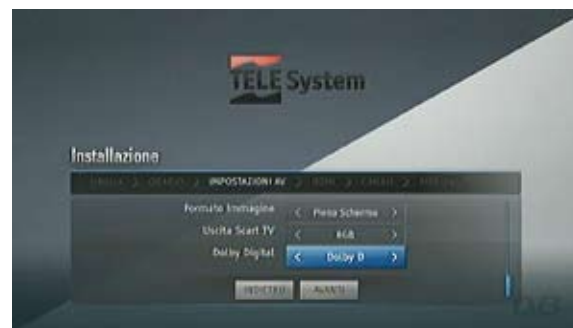 TELE System
Installazione
IMPOSTAZIONI AV
Formato Immagine < Pieno Schermo >
Uscita Scart TV < RGB >
Dolby Digital < Dolby D >
INDIETRO AVANTI